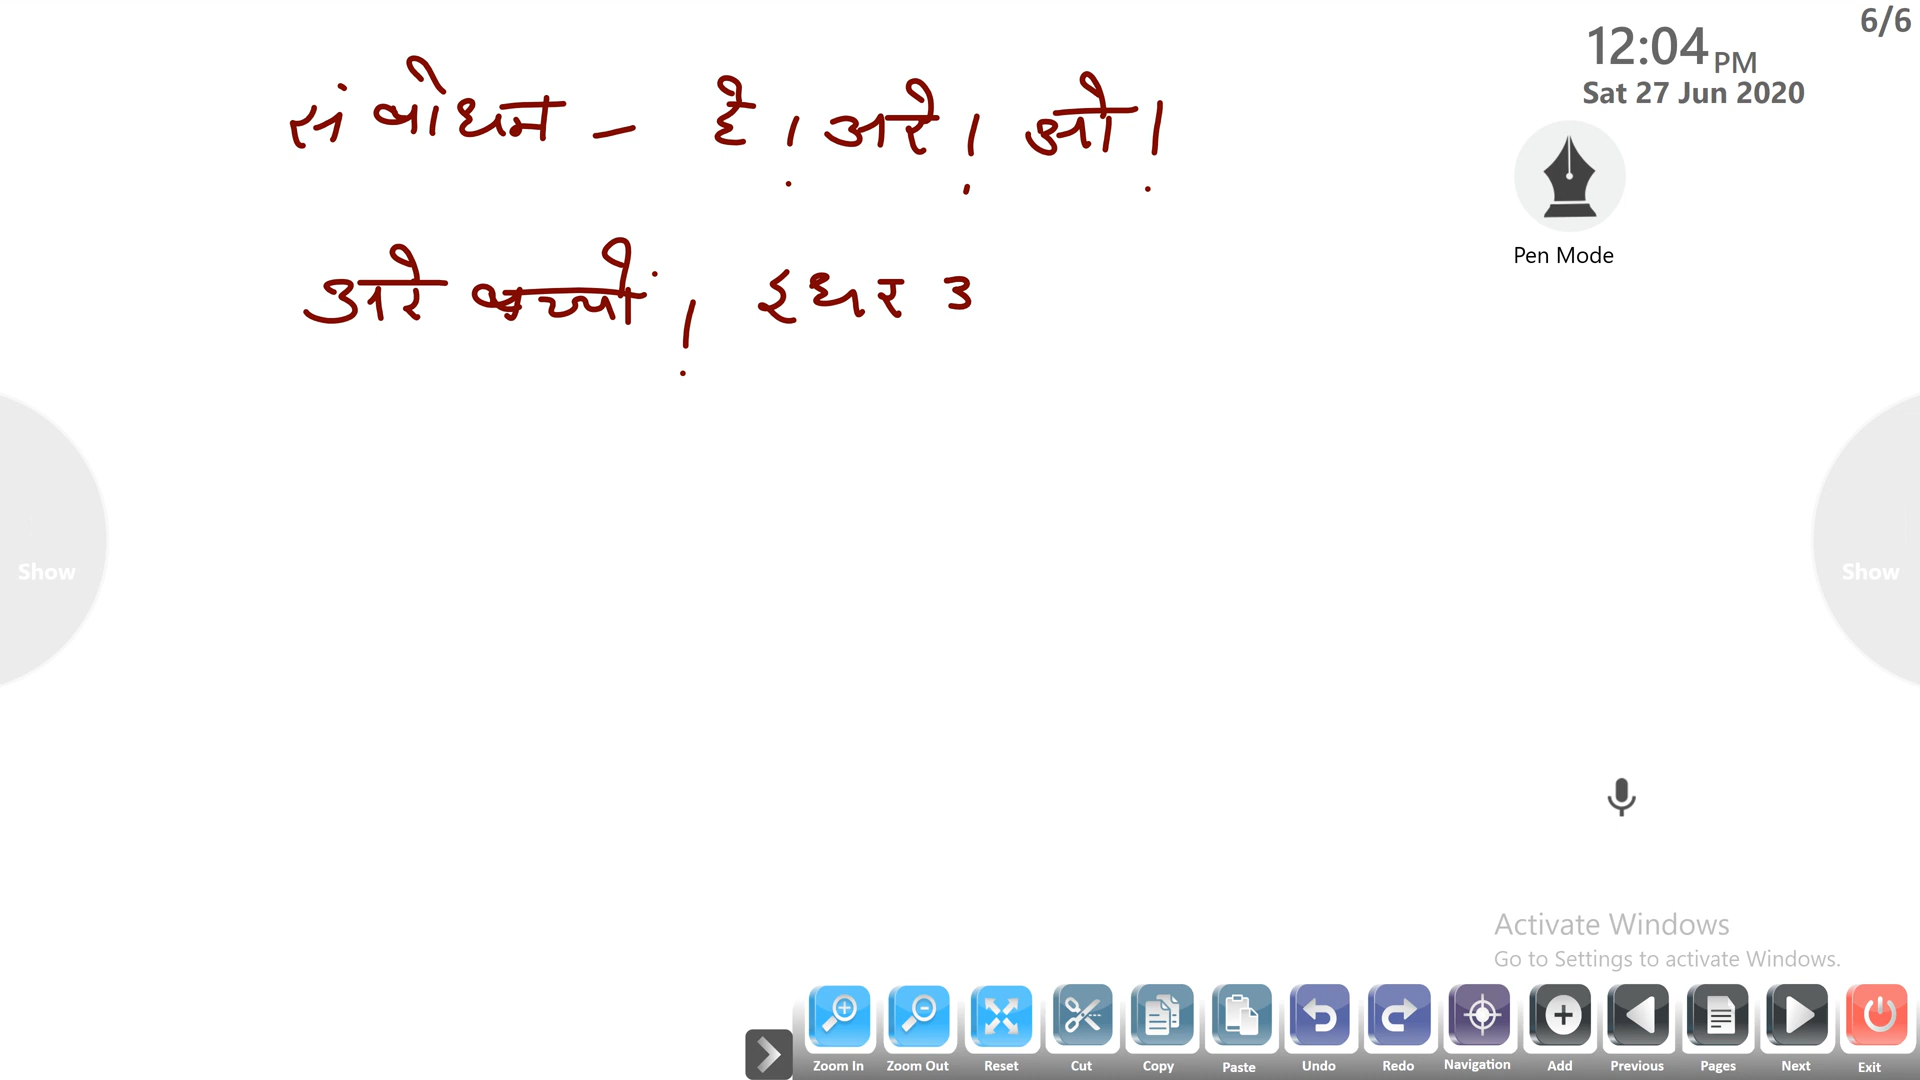 6/6
12:04 PM
Sat 27 Jun 2020
संबोधन - हे! अरे! ओ!
Pen Mode
अरे बच्चों! इधर उ
Show
Show
Activate Windows
Go to Settings to activate Windows.
Zoom In Zoom Out Reset Cut Copy Paste Undo Redo Navigation Add Previous Pages Next Exit